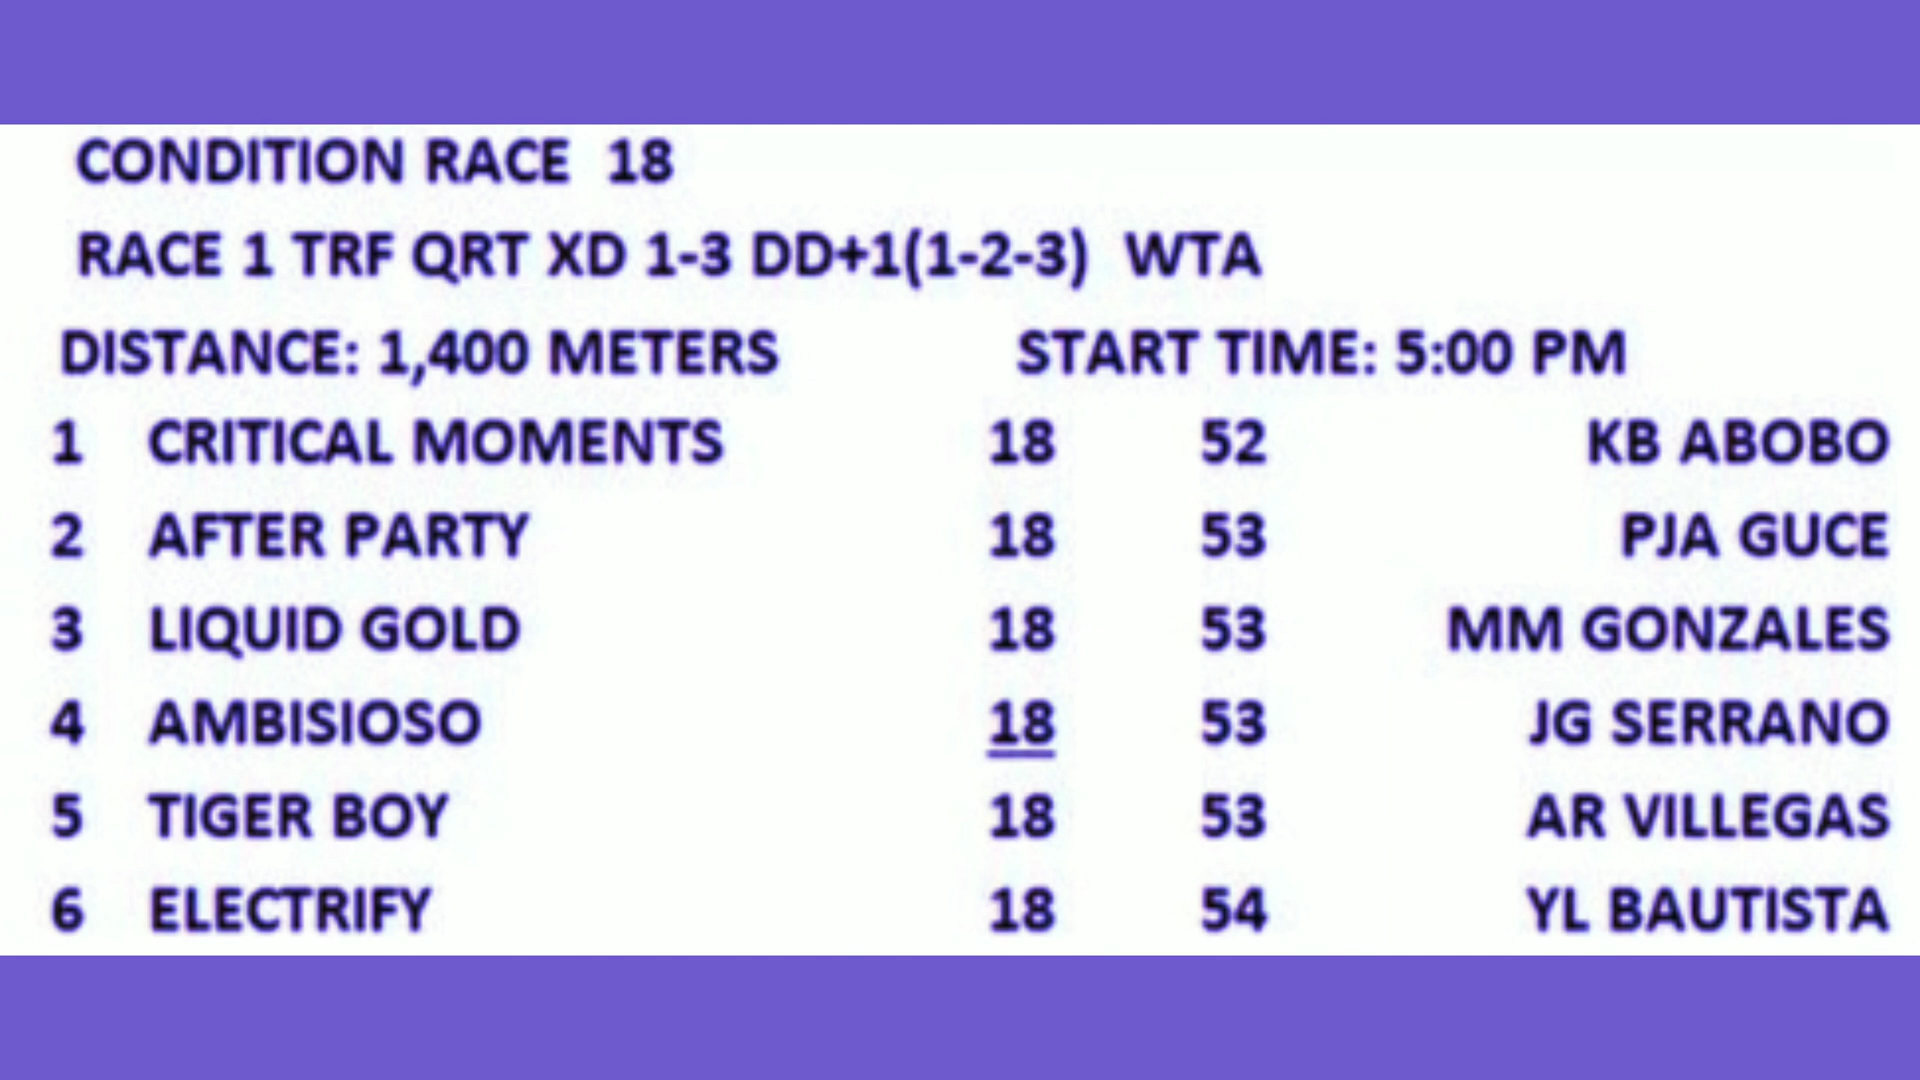 CONDITION RACE 18
RACE 1 TRF QRT XD 1-3 DD+1(1-2-3) WTA
DISTANCE: 1,400 METERS START TIME: 5:00 PM
1 CRITICAL MOMENTS 18 52 KB ABOBO
2 AFTER PARTY 18 53 PJA GUCE
3 LIQUID GOLD 18 53 MM GONZALES
4 AMBISIOSO 18 53 JG SERRANO
5 TIGER BOY 18 53 AR VILLEGAS
6 ELECTRIFY 18 54 YL BAUTISTA